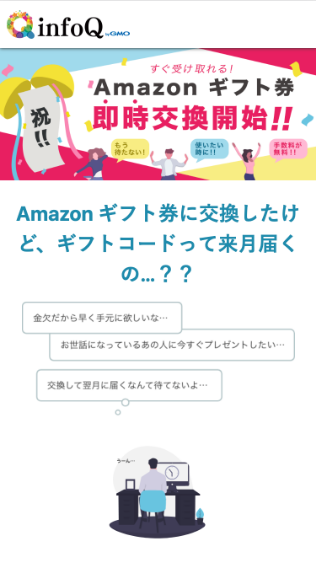 infoQ by GMO
すぐ受け取れる!
Amazon ギフト券
即時交換開始!!
祝!!
もう
待たない!
使いたい
時に!!
手数料が
無料!!
Amazon ギフト券に交換したけ
ど、ギフトコードって来月届く
の…？？
金欠だから早く手元に欲しいな…
お世話になっているあの人に今すぐプレゼントしたい…
交換して翌月に届くなんて待てないよ…
うーん…